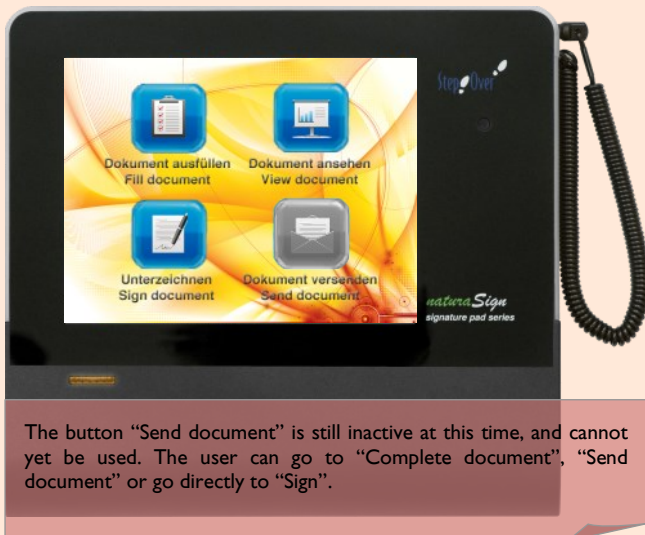 StepOver
Dokument ausfüllen
Fill document
Dokument ansehen
View document
Unterzeichnen
Sign document
Dokument versenden
Send document
naturaSign
signature pad series
The button “Send document” is still inactive at this time, and cannot
yet be used. The user can go to “Complete document”, “Send
document” or go directly to “Sign”.